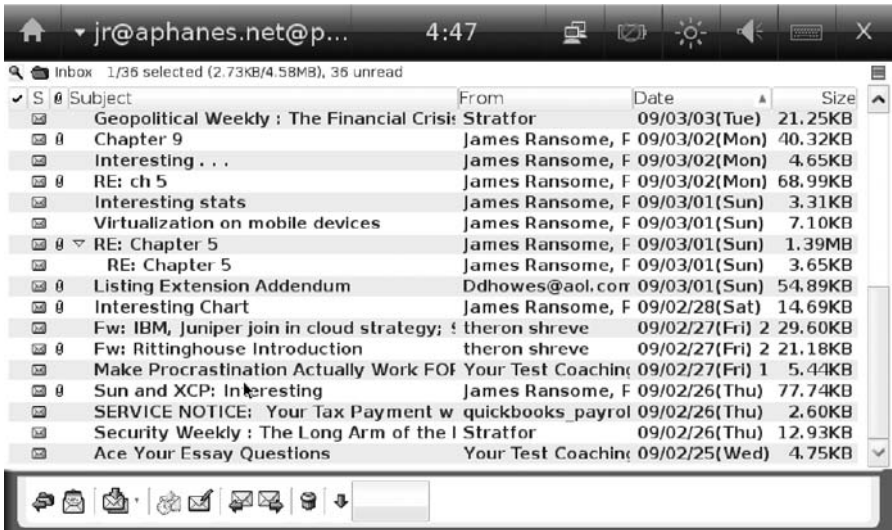 jr@aphanes.net@p... 4:47 X
Inbox 1/36 selected (2.73KB/4.58MB), 36 unread
S Subject From Date Size
Geopolitical Weekly : The Financial Crisi Stratfor 09/03/03(Tue) 21.25KB
Chapter 9 James Ransome, F 09/03/02(Mon) 40.32KB
Interesting . . . James Ransome, F 09/03/02(Mon) 4.65KB
RE: ch 5 James Ransome, F 09/03/02(Mon) 68.99KB
Interesting stats James Ransome, F 09/03/01(Sun) 3.31KB
Virtualization on mobile devices James Ransome, F 09/03/01(Sun) 7.10KB
RE: Chapter 5 James Ransome, F 09/03/01(Sun) 1.39MB
RE: Chapter 5 James Ransome, F 09/03/01(Sun) 3.65KB
Listing Extension Addendum Ddhowes@aol.com 09/03/01(Sun) 54.89KB
Interesting Chart James Ransome, F 09/02/28(Sat) 14.69KB
Fw: IBM, Juniper join in cloud strategy; theron shreve 09/02/27(Fri) 2 29.60KB
Fw: Rittinghouse Introduction theron shreve 09/02/27(Fri) 2 21.18KB
Make Procrastination Actually Work FOR Your Test Coaching 09/02/27(Fri) 1 5.44KB
Sun and XCP: Interesting James Ransome, F 09/02/26(Thu) 77.74KB
SERVICE NOTICE: Your Tax Payment w quickbooks_payrol 09/02/26(Thu) 2.60KB
Security Weekly : The Long Arm of the Stratfor 09/02/26(Thu) 12.93KB
Ace Your Essay Questions Your Test Coaching 09/02/25(Wed) 4.75KB